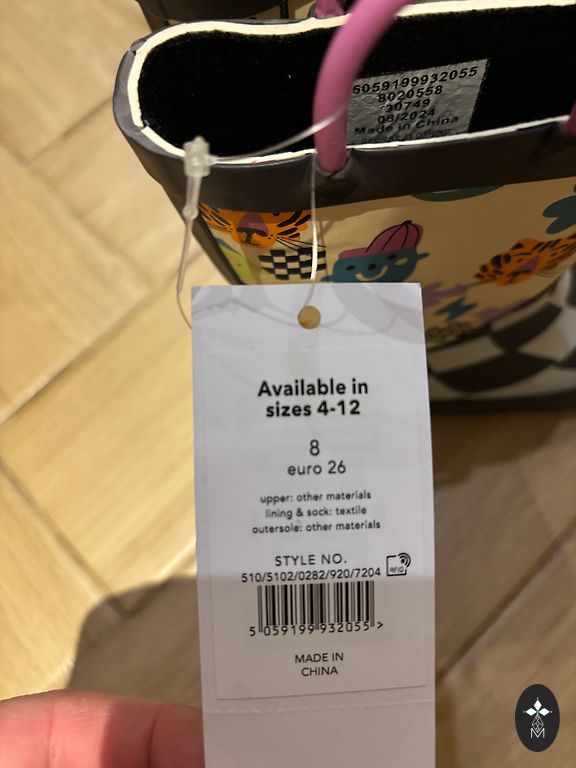 5059199932055
8020558
20749
08/2024
Made in China
Available in
sizes 4-12
8
euro 26
upper: other materials
lining & sock: textile
outersole: other materials
STYLE NO.
510/5102/0282/920/7204
RFID
5 059199 932055 >
MADE IN
CHINA
M